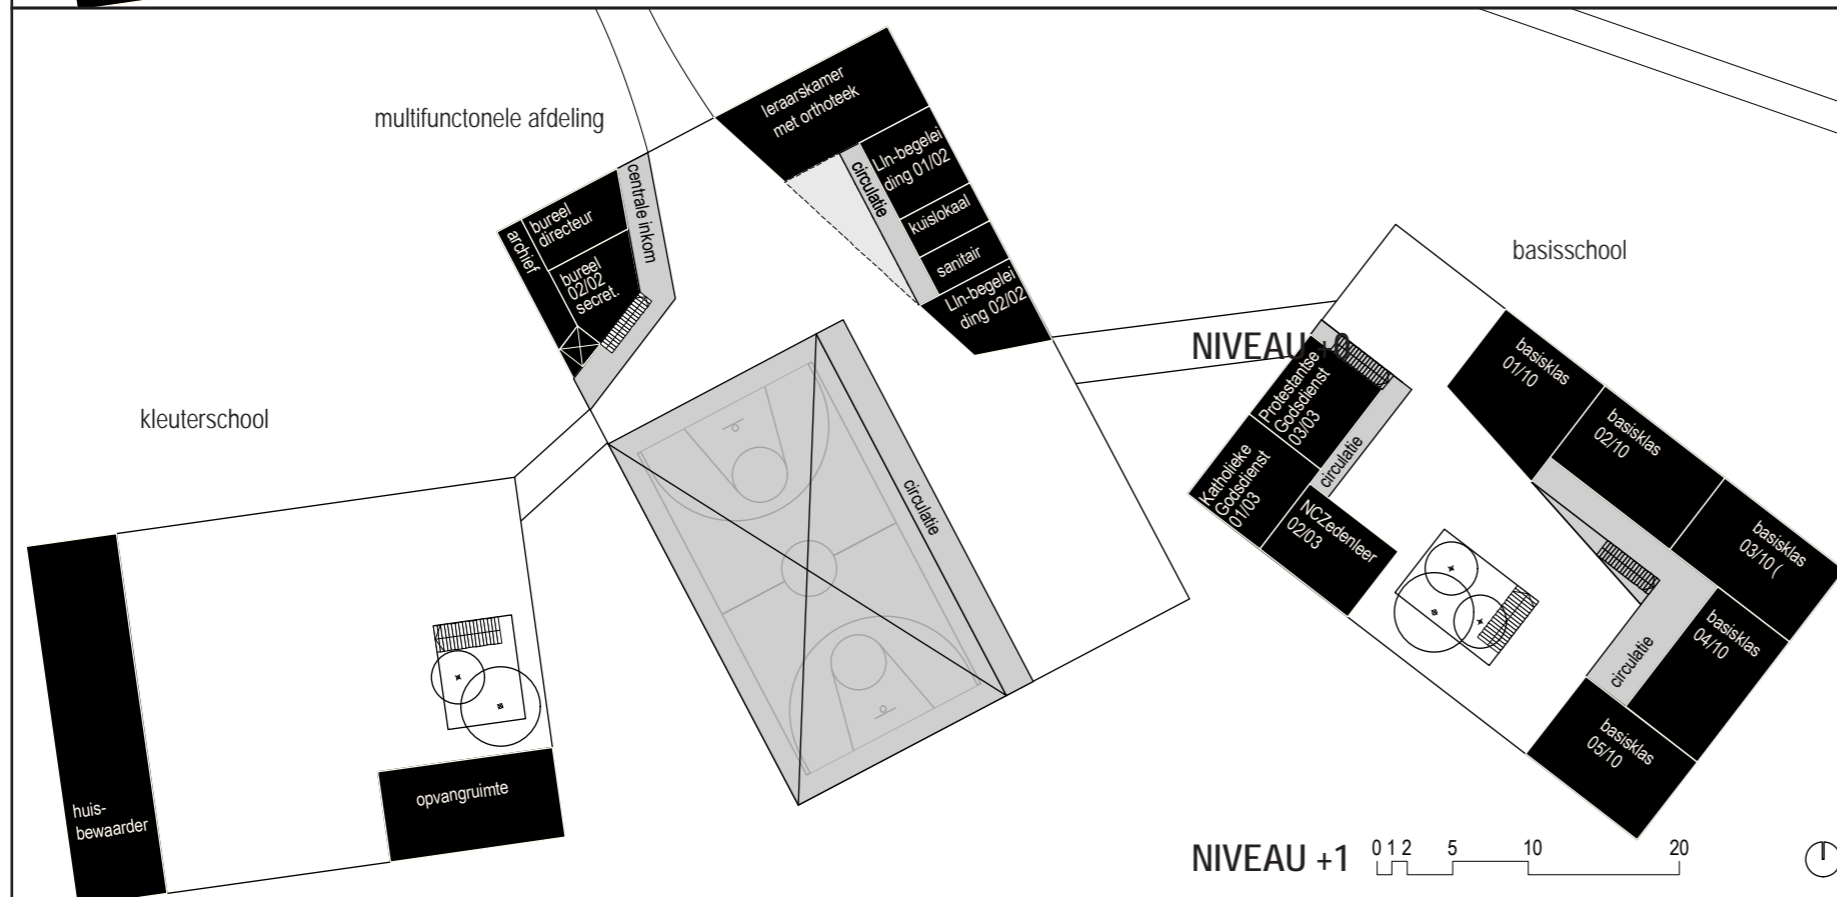 multifunctonele afdeling
leraarskamer
met orthoteek
circulatie
Lln-begelei
ding 01/02
kuislokaal
sanitair
Lln-begelei
ding 02/02
centrale inkom
bureel
directeur
archief
bureel
02/02
secret.
basisschool
NIVEAU +0
kleuterschool
circulatie
Protestantse
Godsdienst
03/03
circulatie
Katholieke
Godsdienst
01/03
NCZedenleer
02/03
basisklas
01/10
basisklas
02/10
basisklas
03/10 (
basisklas
04/10
circulatie
basisklas
05/10
huis-
bewaarder
opvangruimte
NIVEAU +1
0 1 2 5 10 20